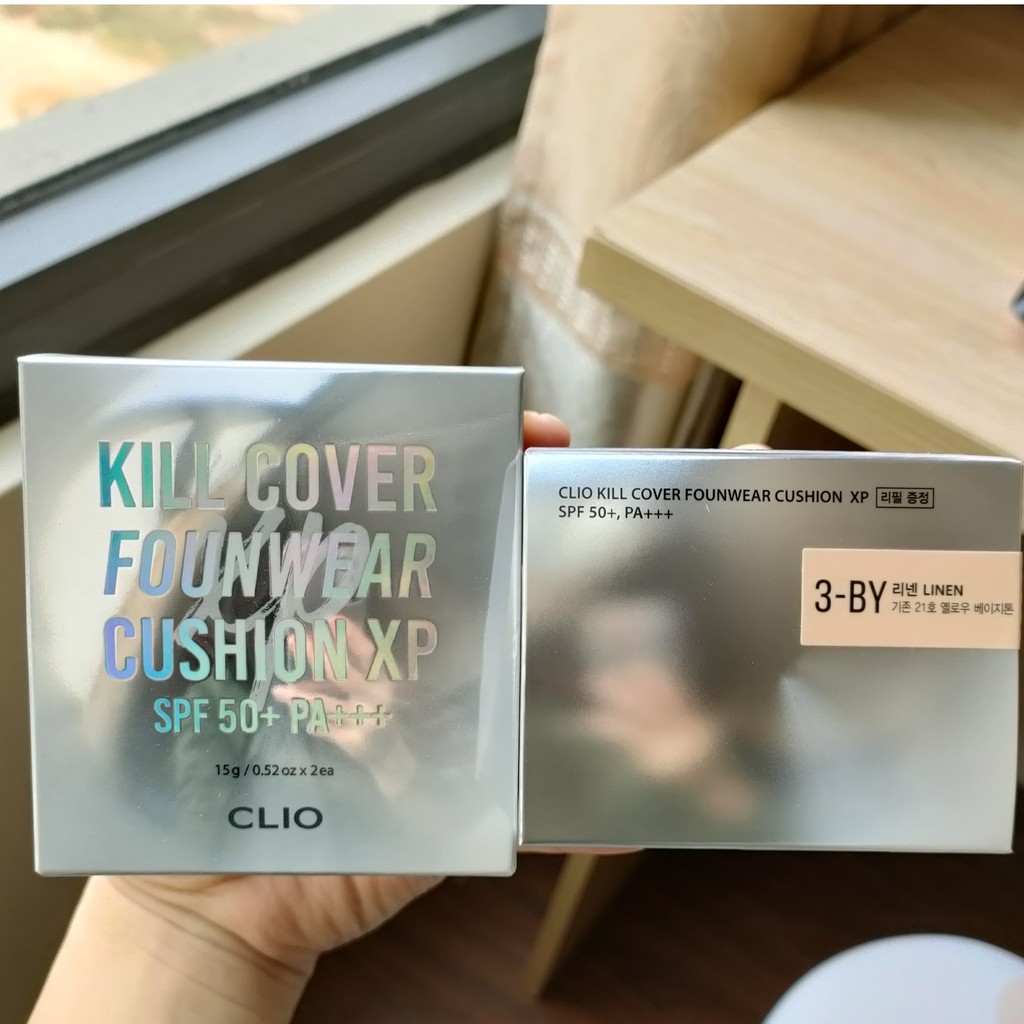 KILL COVER
FOUNWEAR
CUSHION XP
SPF 50+ PA+++
15g / 0.52 oz x 2ea
CLIO
CLIO KILL COVER FOUNWEAR CUSHION XP 리필 증정
SPF 50+, PA+++
3-BY 리넨 LINEN
기존 21호 옐로우 베이지톤